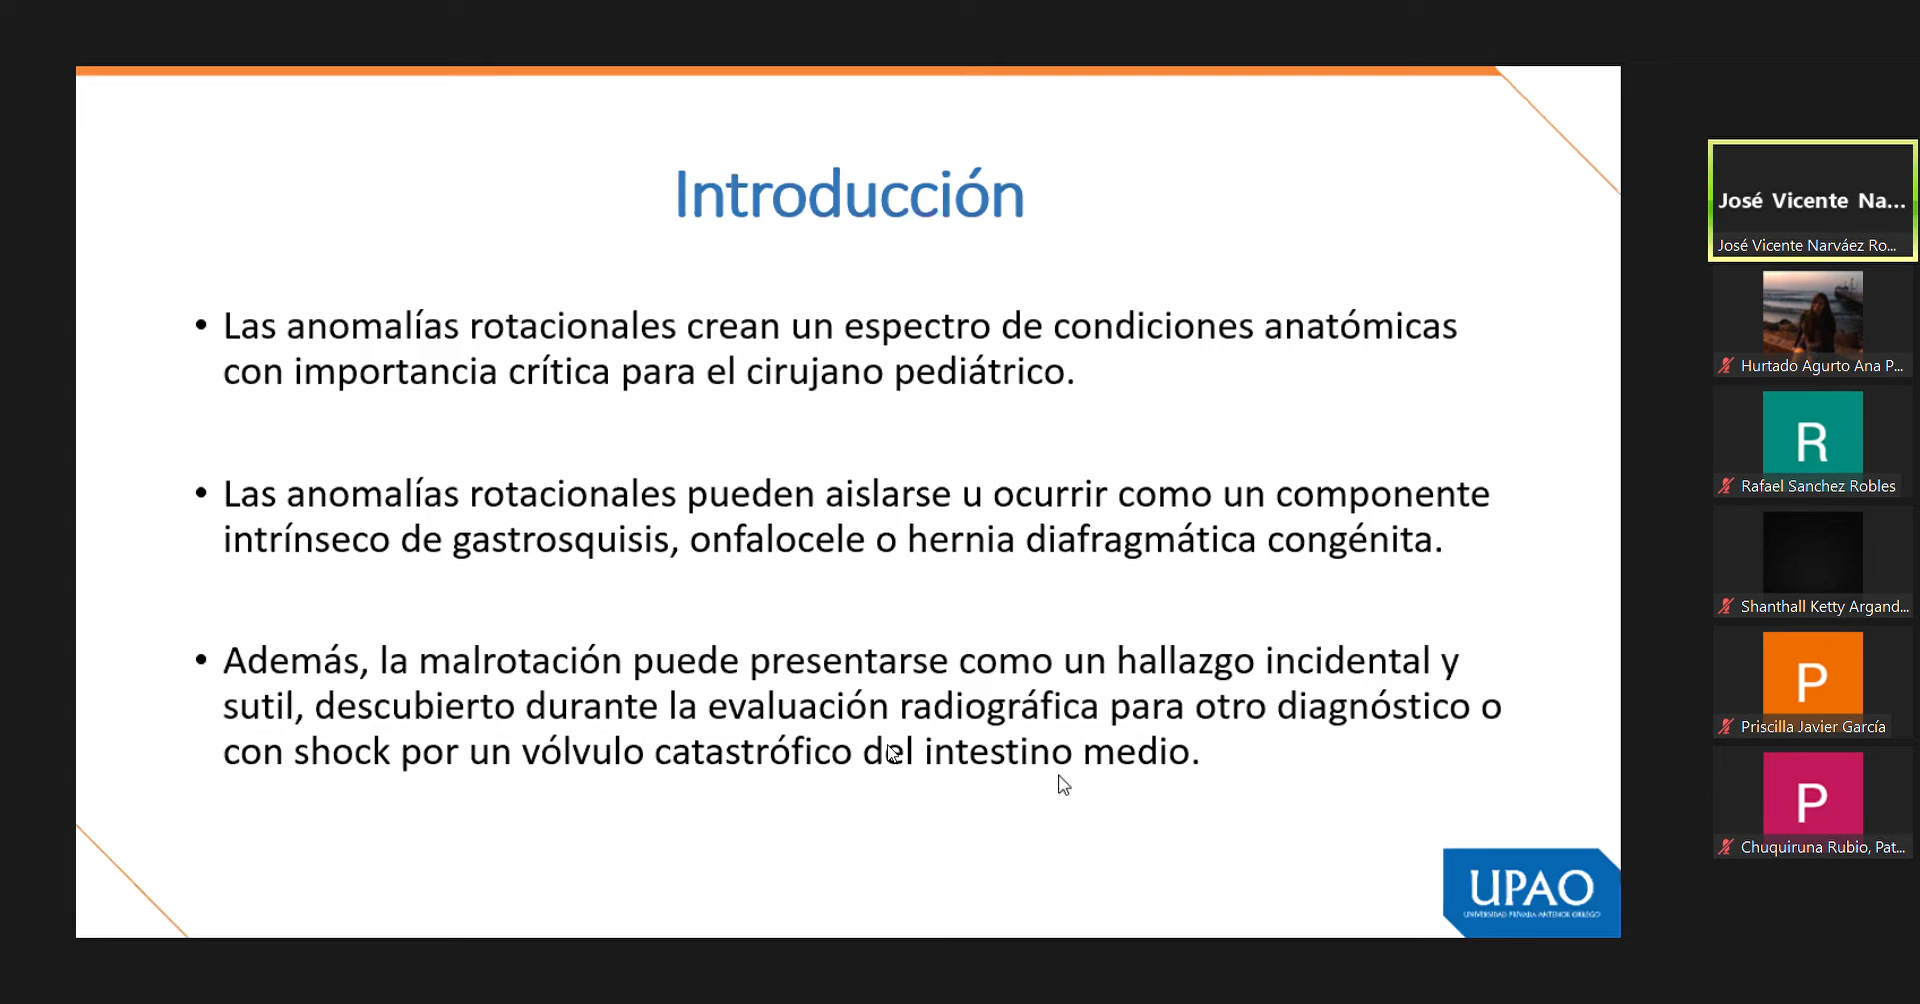 Introducción
• Las anomalías rotacionales crean un espectro de condiciones anatómicas
con importancia crítica para el cirujano pediátrico.
• Las anomalías rotacionales pueden aislarse u ocurrir como un componente
intrínseco de gastrosquisis, onfalocele o hernia diafragmática congénita.
• Además, la malrotación puede presentarse como un hallazgo incidental y
sutil, descubierto durante la evaluación radiográfica para otro diagnóstico o
con shock por un vólvulo catastrófico del intestino medio.
UPAO
UNIVERSIDAD PRIVADA ANTENOR ORREGO
José Vicente Na...
José Vicente Narváez Ro...
Hurtado Agurto Ana P...
R
Rafael Sanchez Robles
Shanthall Ketty Argand...
P
Priscilla Javier García
P
Chuquiruna Rubio, Pat...